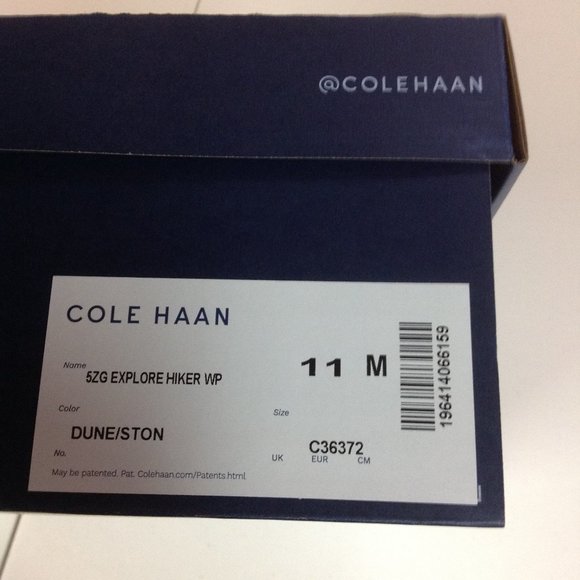 @COLEHAAN
COLE HAAN
Name
5ZG EXPLORE HIKER WP
11 M
196414066159
Color
Size
DUNE/STON
C36372
No.
UK EUR CM
May be patented. Pat. Colehaan.com/Patents.html